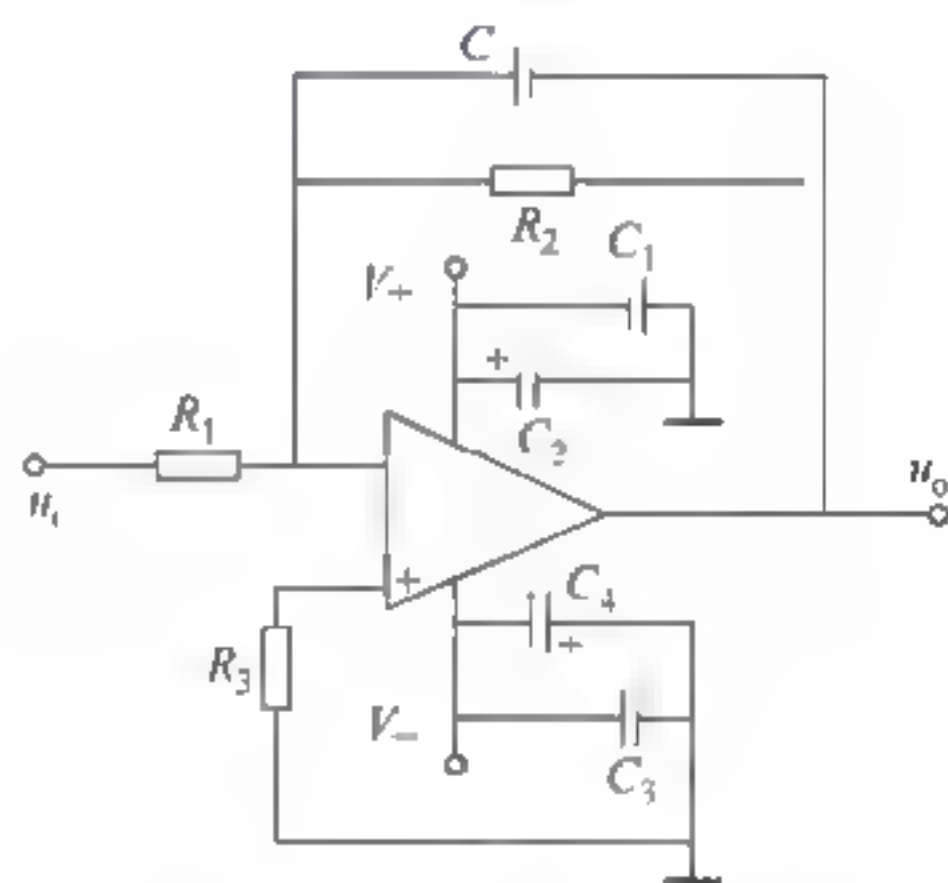 C
R₂
C₁
V₊
+
C₂
R₁
uᵢ
uₒ
+
C₄
+
R₃
V₋
C₃